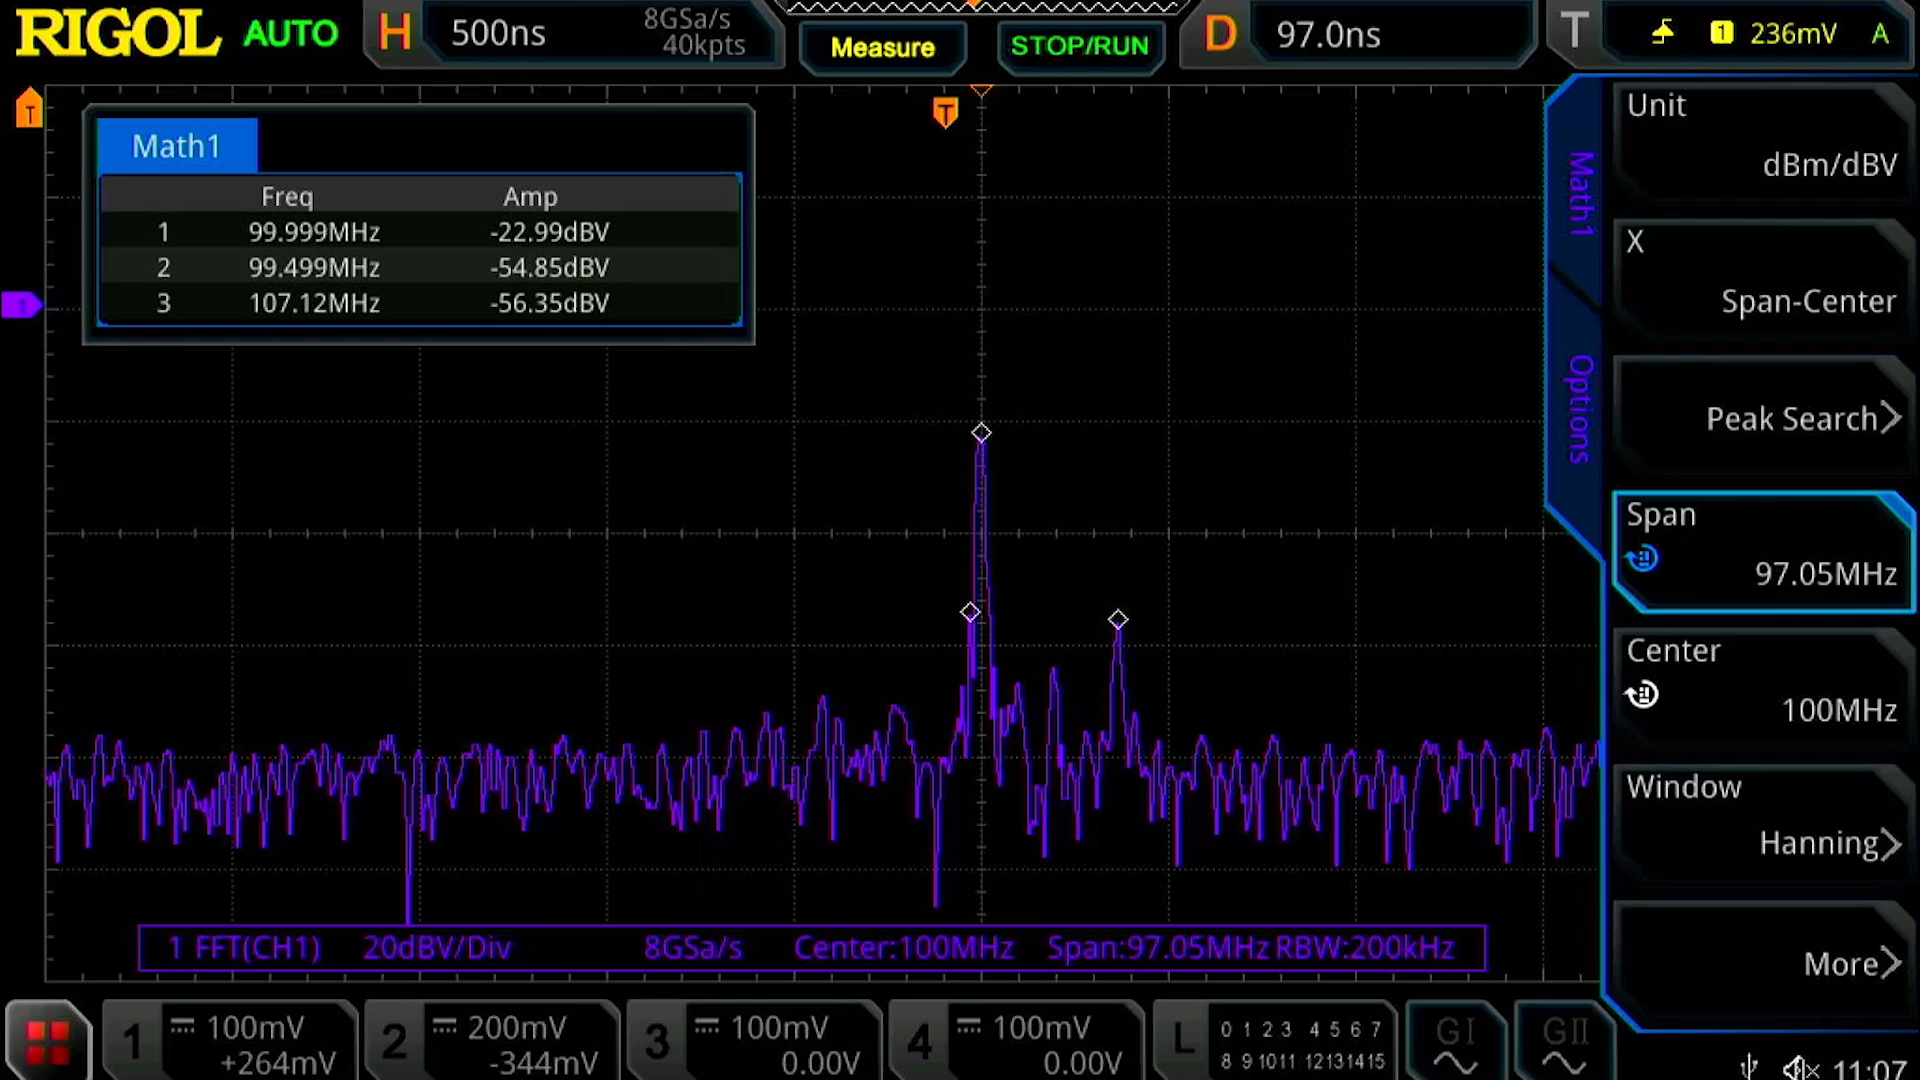 RIGOL AUTO H 500ns 8GSa/s 40kpts Measure STOP/RUN D 97.0ns T 1 236mV A
T
T
1
Math1
Freq Amp
1 99.999MHz -22.99dBV
2 99.499MHz -54.85dBV
3 107.12MHz -56.35dBV
Math1
Options
Unit
dBm/dBV
X
Span-Center
Peak Search
Span
97.05MHz
Center
100MHz
Window
Hanning
More
1 FFT(CH1) 20dBV/Div 8GSa/s Center:100MHz Span:97.05MHz RBW:200kHz
1 100mV +264mV
2 200mV -344mV
3 100mV 0.00V
4 100mV 0.00V
L 0 1 2 3 4 5 6 7
8 9 10 11 12 13 14 15
GI
GII
11:07